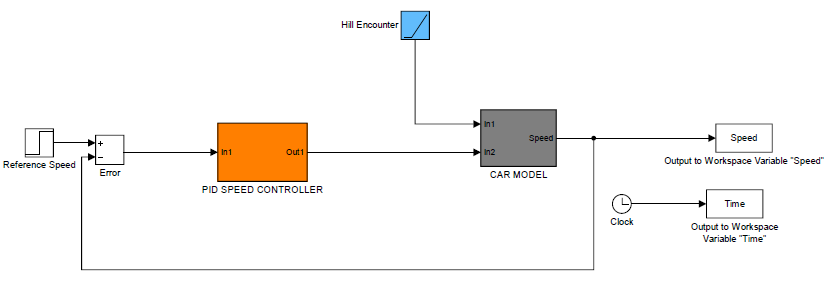 Hill Encounter
Reference Speed
+
−
Error
In1
Out1
PID SPEED CONTROLLER
In1
In2
Speed
CAR MODEL
Speed
Output to Workspace Variable "Speed"
Clock
Time
Output to Workspace
Variable "Time"